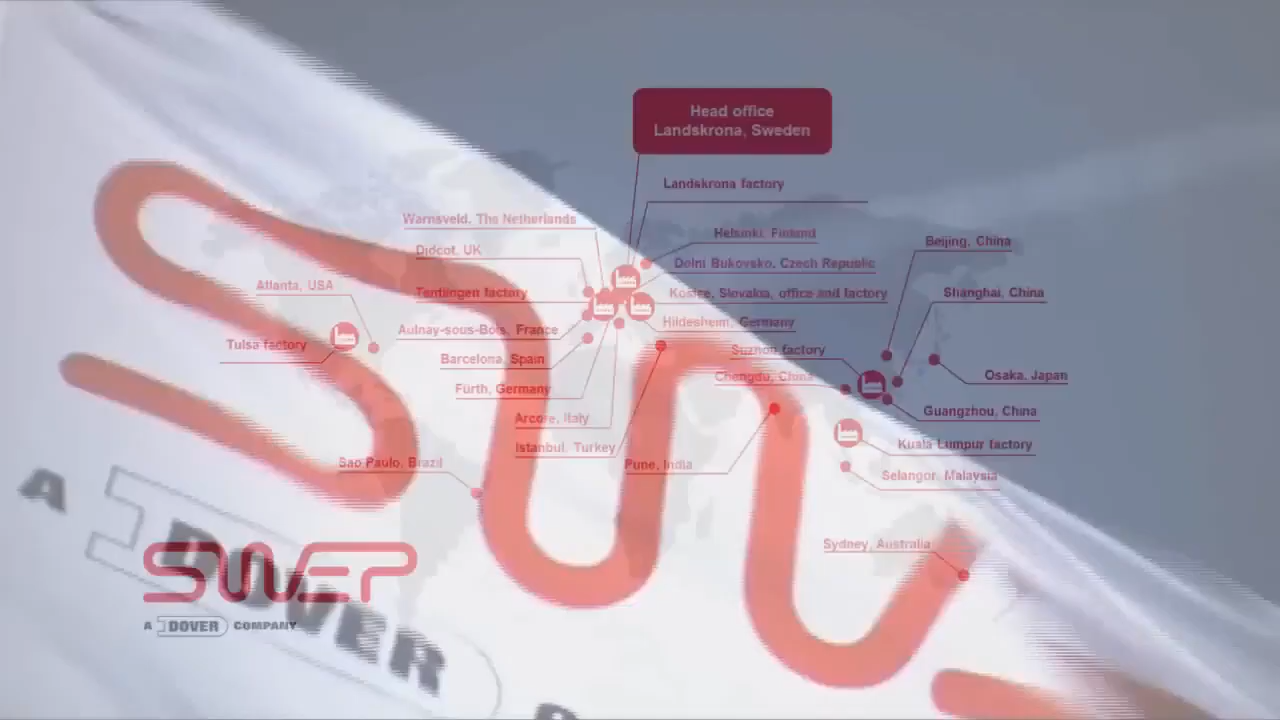 Head office
Landskrona, Sweden
Landskrona factory
Warnsveld, The Netherlands
Helsinki, Finland
Beijing, China
Didcot, UK
Dolni Bukovsko, Czech Republic
Atlanta, USA
Tardingen factory
Kosice, Slovakia, office and factory
Shanghai, China
Aulnay-sous-Bois, France
Hildesheim, Germany
Tulsa factory
Suzhou factory
Barcelona, Spain
Chengdu, China
Osaka, Japan
Fürth, Germany
Guangzhou, China
Arcore, Italy
Istanbul, Turkey
Kuala Lumpur factory
Sao Paulo, Brazil
Pune, India
Selangor, Malaysia
Sydney, Australia
A DOVER
SWEP
A DOVER COMPANY